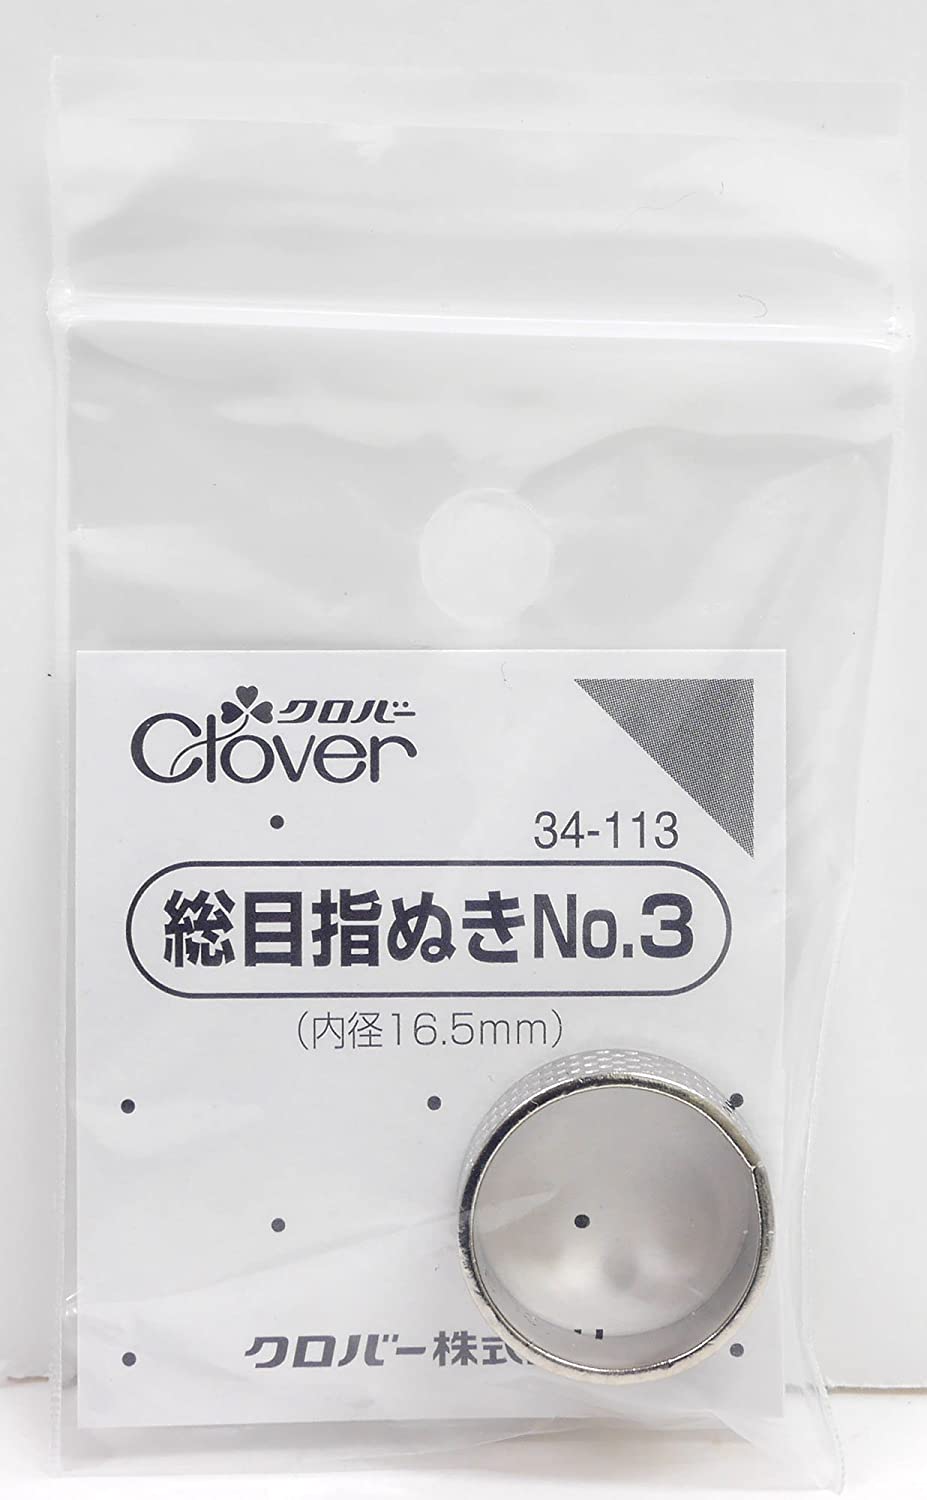 クロバー
Clover
34-113
総目指ぬきNo.3
(内径16.5mm)
クロバー株式